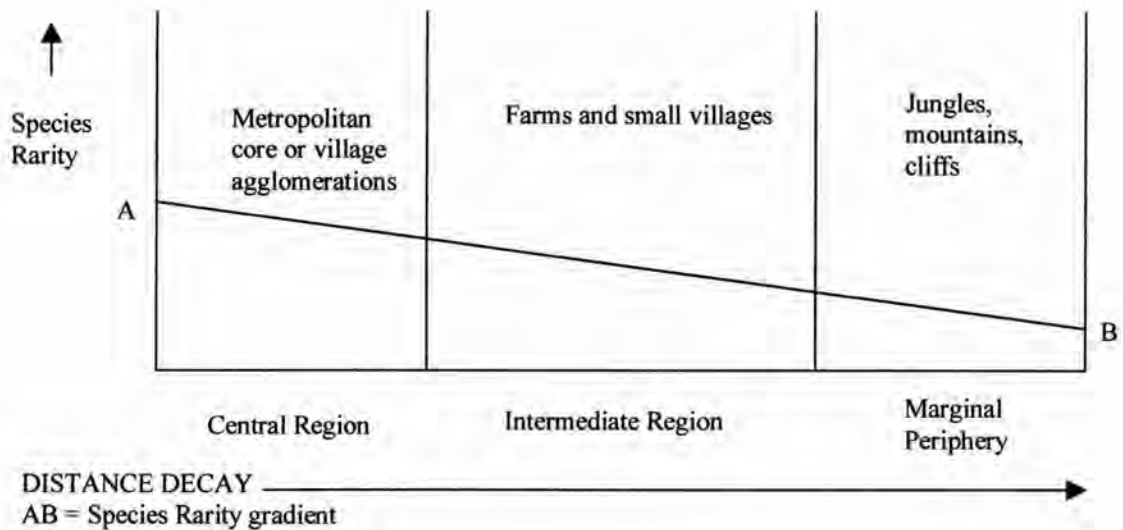 Species
Rarity
Metropolitan
core or village
agglomerations
Farms and small villages
Jungles,
mountains,
cliffs
A
B
Central Region
Intermediate Region
Marginal
Periphery
DISTANCE DECAY
AB = Species Rarity gradient